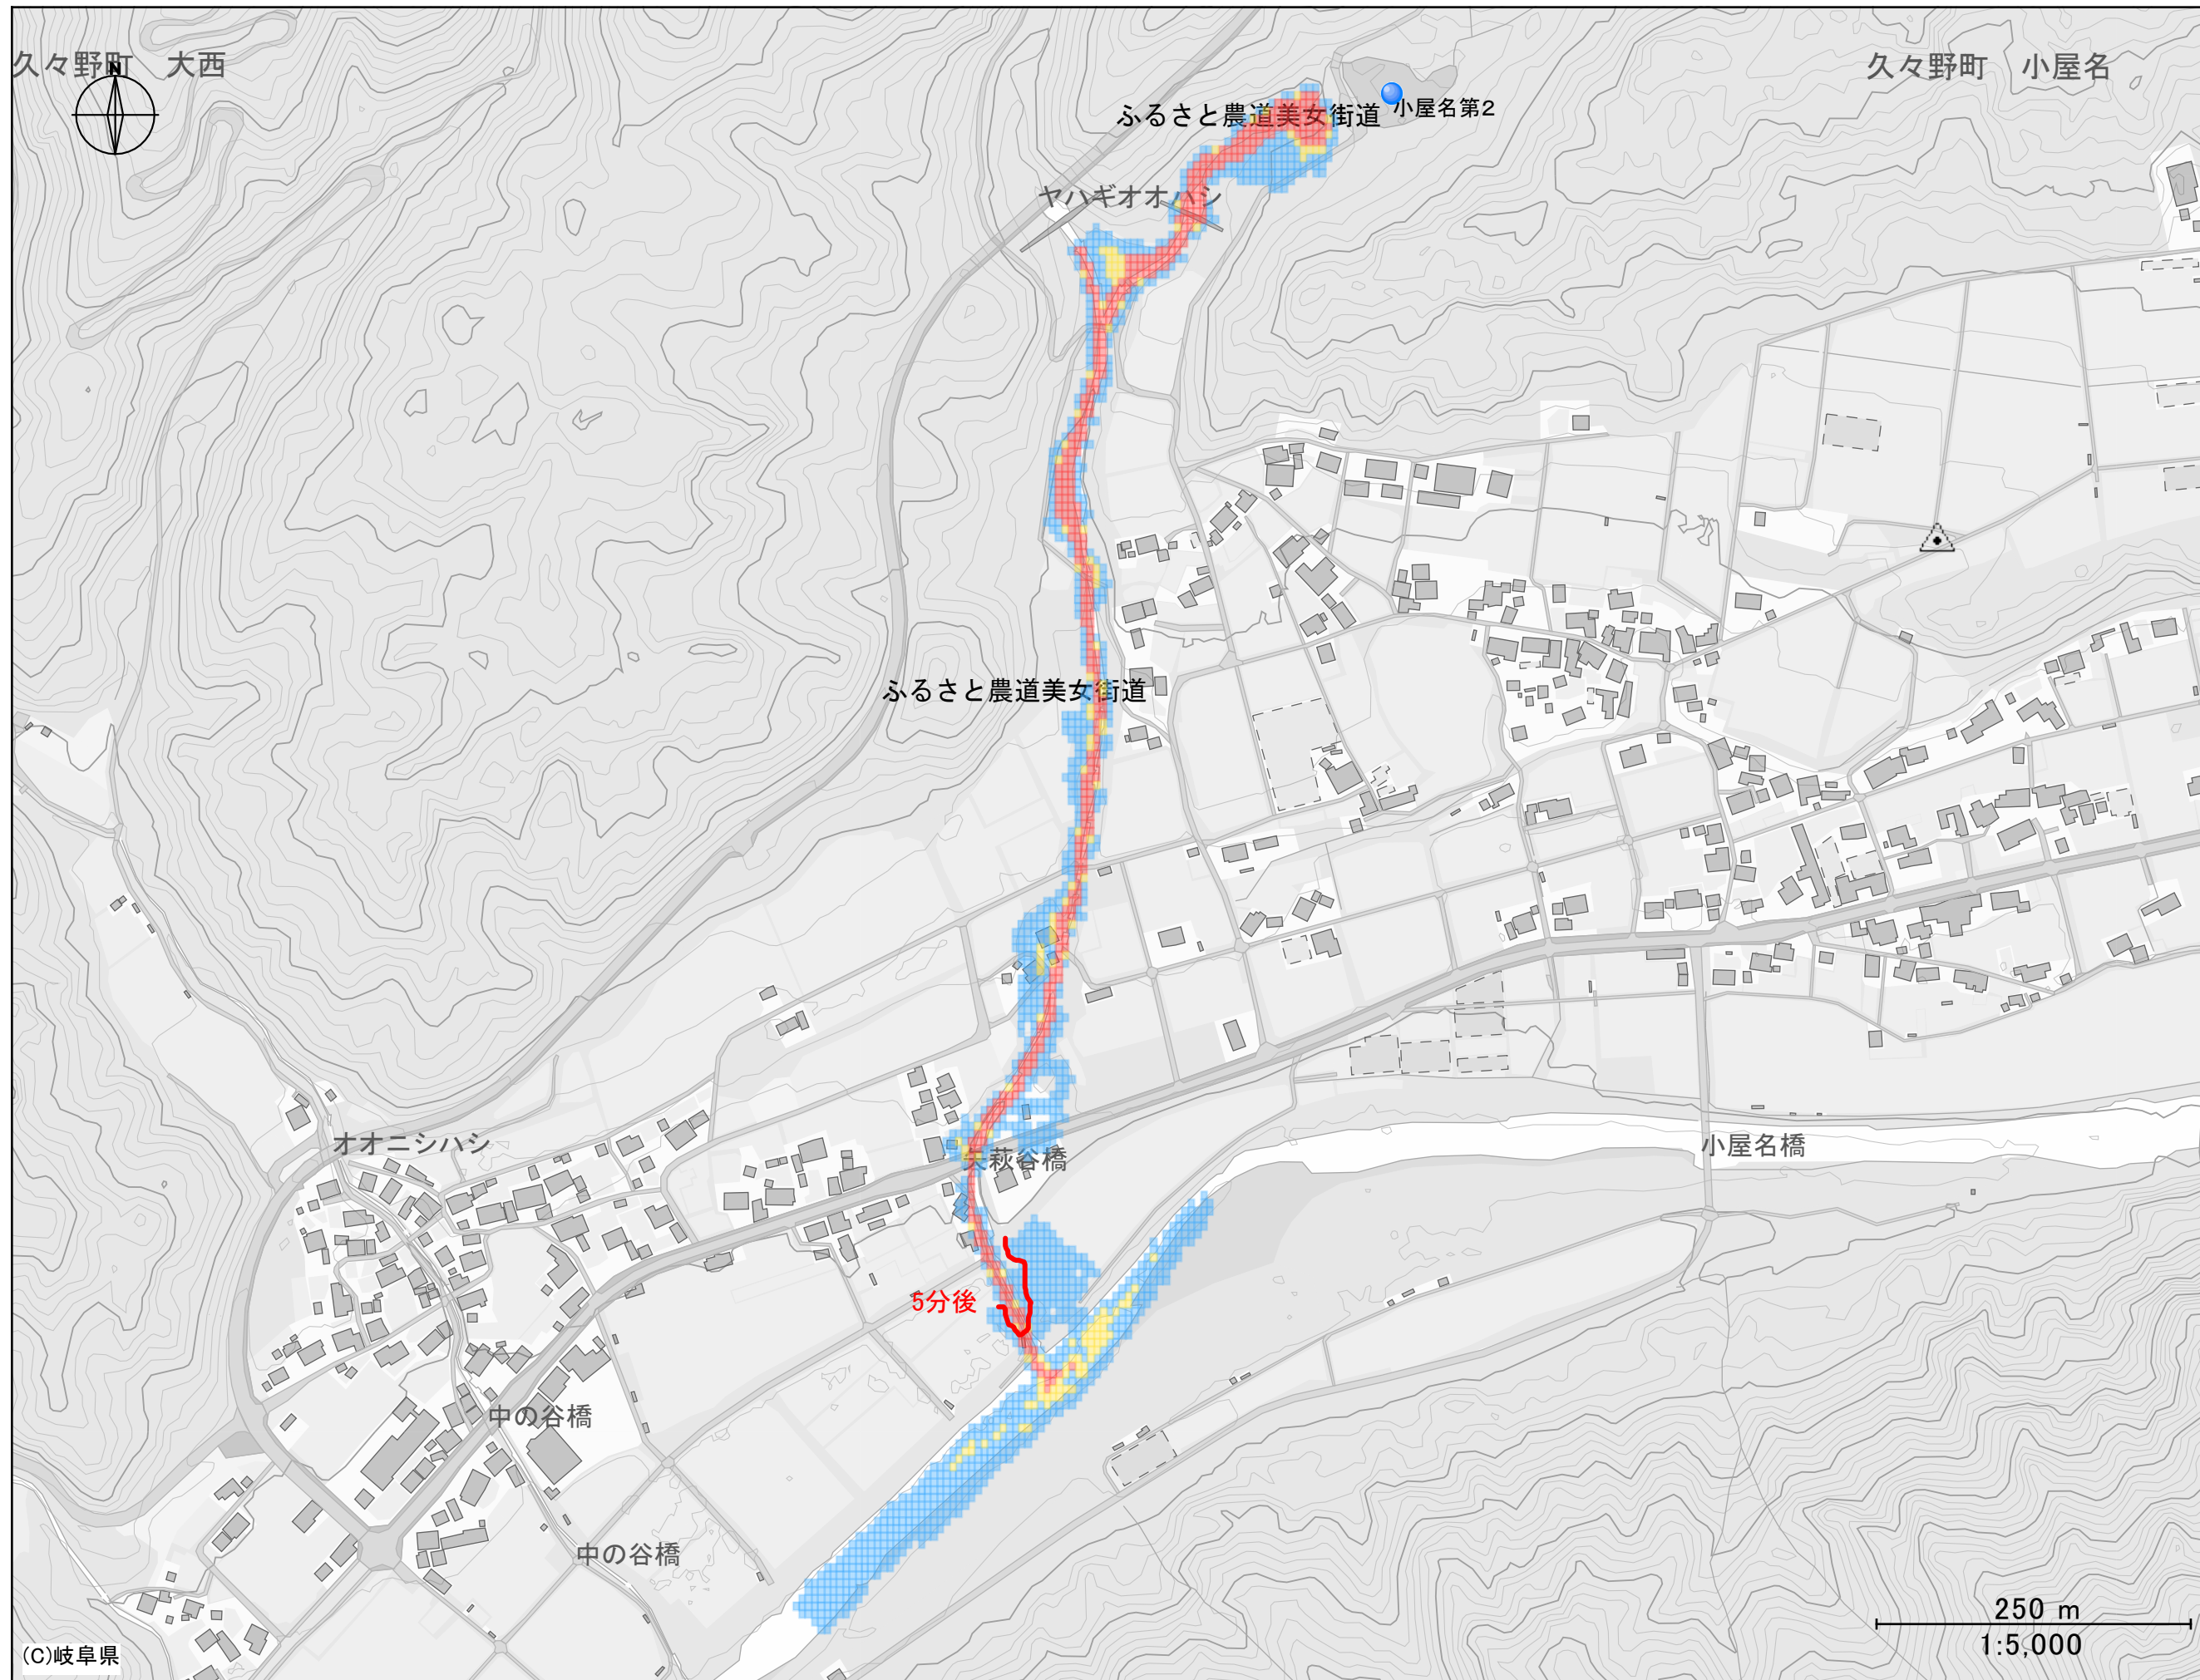 久々野町 大西
N
久々野町 小屋名
ふるさと農道美女街道
小屋名第2
ヤハギオオハシ
ふるさと農道美女街道
オオニシハシ
矢萩谷橋
小屋名橋
5分後
中の谷橋
中の谷橋
250 m
1:5,000
(C)岐阜県